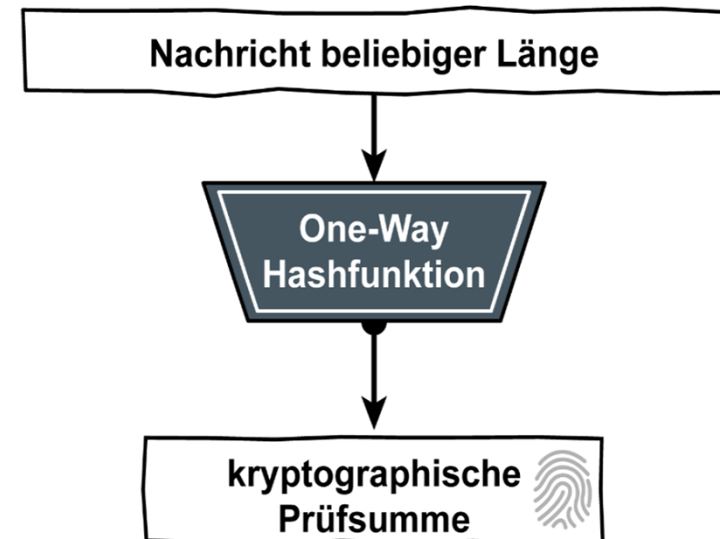 Nachricht beliebiger Länge
One-Way
Hashfunktion
kryptographische
Prüfsumme